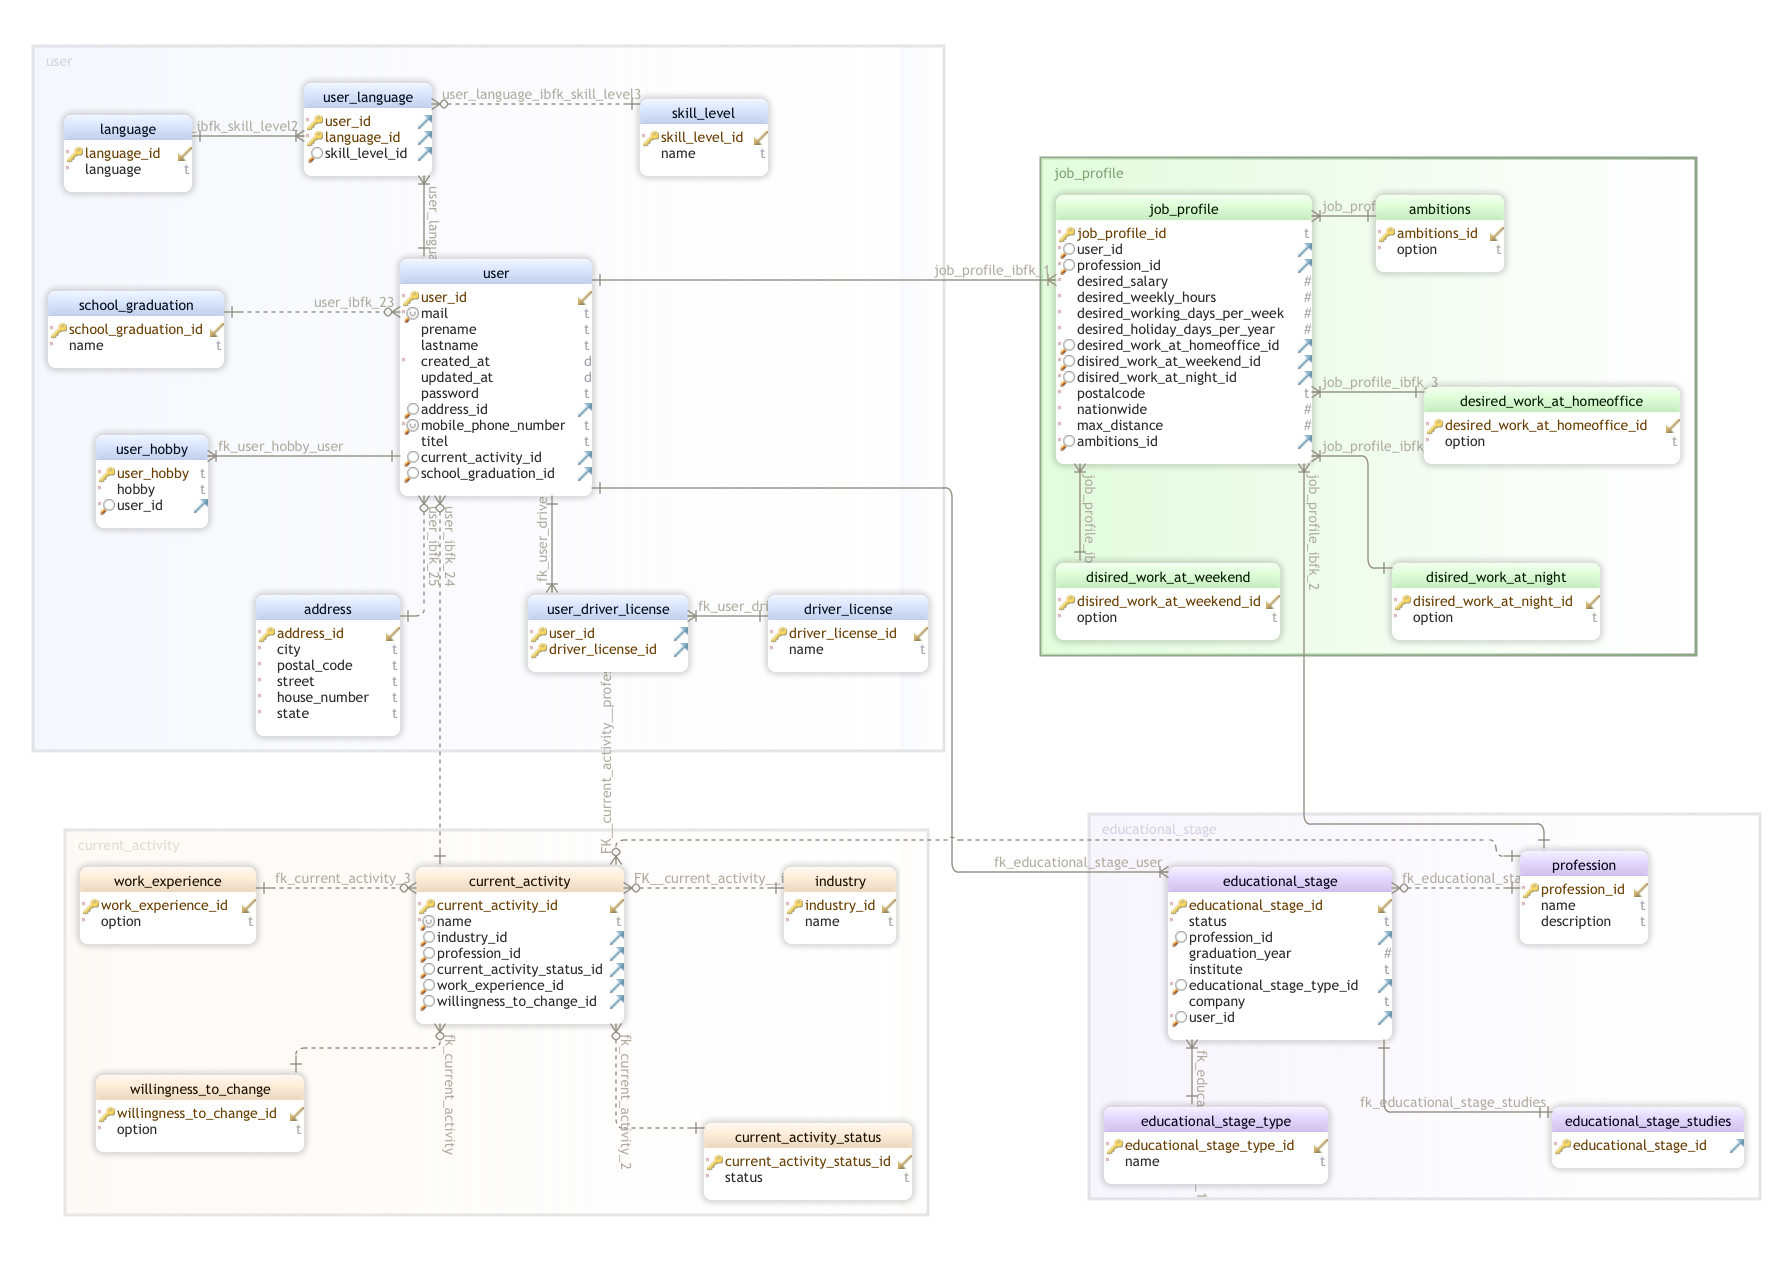 user
user_language
user_id
language_id
skill_level_id
user_language_ibfk_skill_level3
skill_level
skill_level_id
name t
language
language_id
language t
ibfk_skill_level2
user_langu
user
user_id
mail t
prename t
lastname t
created_at d
updated_at d
password t
address_id
mobile_phone_number t
titel t
current_activity_id
school_graduation_id
school_graduation
school_graduation_id
name t
user_ibfk_23
user_hobby
user_hobby t
hobby t
user_id
fk_user_hobby_user
user_ibfk_25
user_ibfk_24
fk_user_drive
address
address_id
city t
postal_code t
street t
house_number t
state t
user_driver_license
user_id
driver_license_id
fk_user_dri
driver_license
driver_license_id
name t
job_profile_ibfk_1
job_profile
job_profile
job_profile_id t
user_id
profession_id
desired_salary #
desired_weekly_hours #
desired_working_days_per_week #
desired_holiday_days_per_year #
desired_work_at_homeoffice_id
disired_work_at_weekend_id
disired_work_at_night_id
postalcode t
nationwide #
max_distance #
ambitions_id
job_prof
ambitions
ambitions_id
option t
job_profile_ibfk_3
desired_work_at_homeoffice
desired_work_at_homeoffice_id
option t
job_profile_ibfk
job_profile_ib
job_profile_ibfk_2
disired_work_at_weekend
disired_work_at_weekend_id
option t
disired_work_at_night
disired_work_at_night_id
option t
FK__current_activity__profes
current_activity
work_experience
work_experience_id
option t
fk_current_activity_3
current_activity
current_activity_id
name t
industry_id
profession_id
current_activity_status_id
work_experience_id
willingness_to_change_id
FK__current_activity__i
industry
industry_id
name t
fk_current_activity
fk_current_activity_2
willingness_to_change
willingness_to_change_id
option t
current_activity_status
current_activity_status_id
status t
educational_stage
fk_educational_stage_user
educational_stage
educational_stage_id
status t
profession_id
graduation_year #
institute t
educational_stage_type_id
company t
user_id
fk_educational_sta
profession
profession_id
name t
description t
fk_educa
_1
fk_educational_stage_studies
educational_stage_type
educational_stage_type_id
name t
educational_stage_studies
educational_stage_id